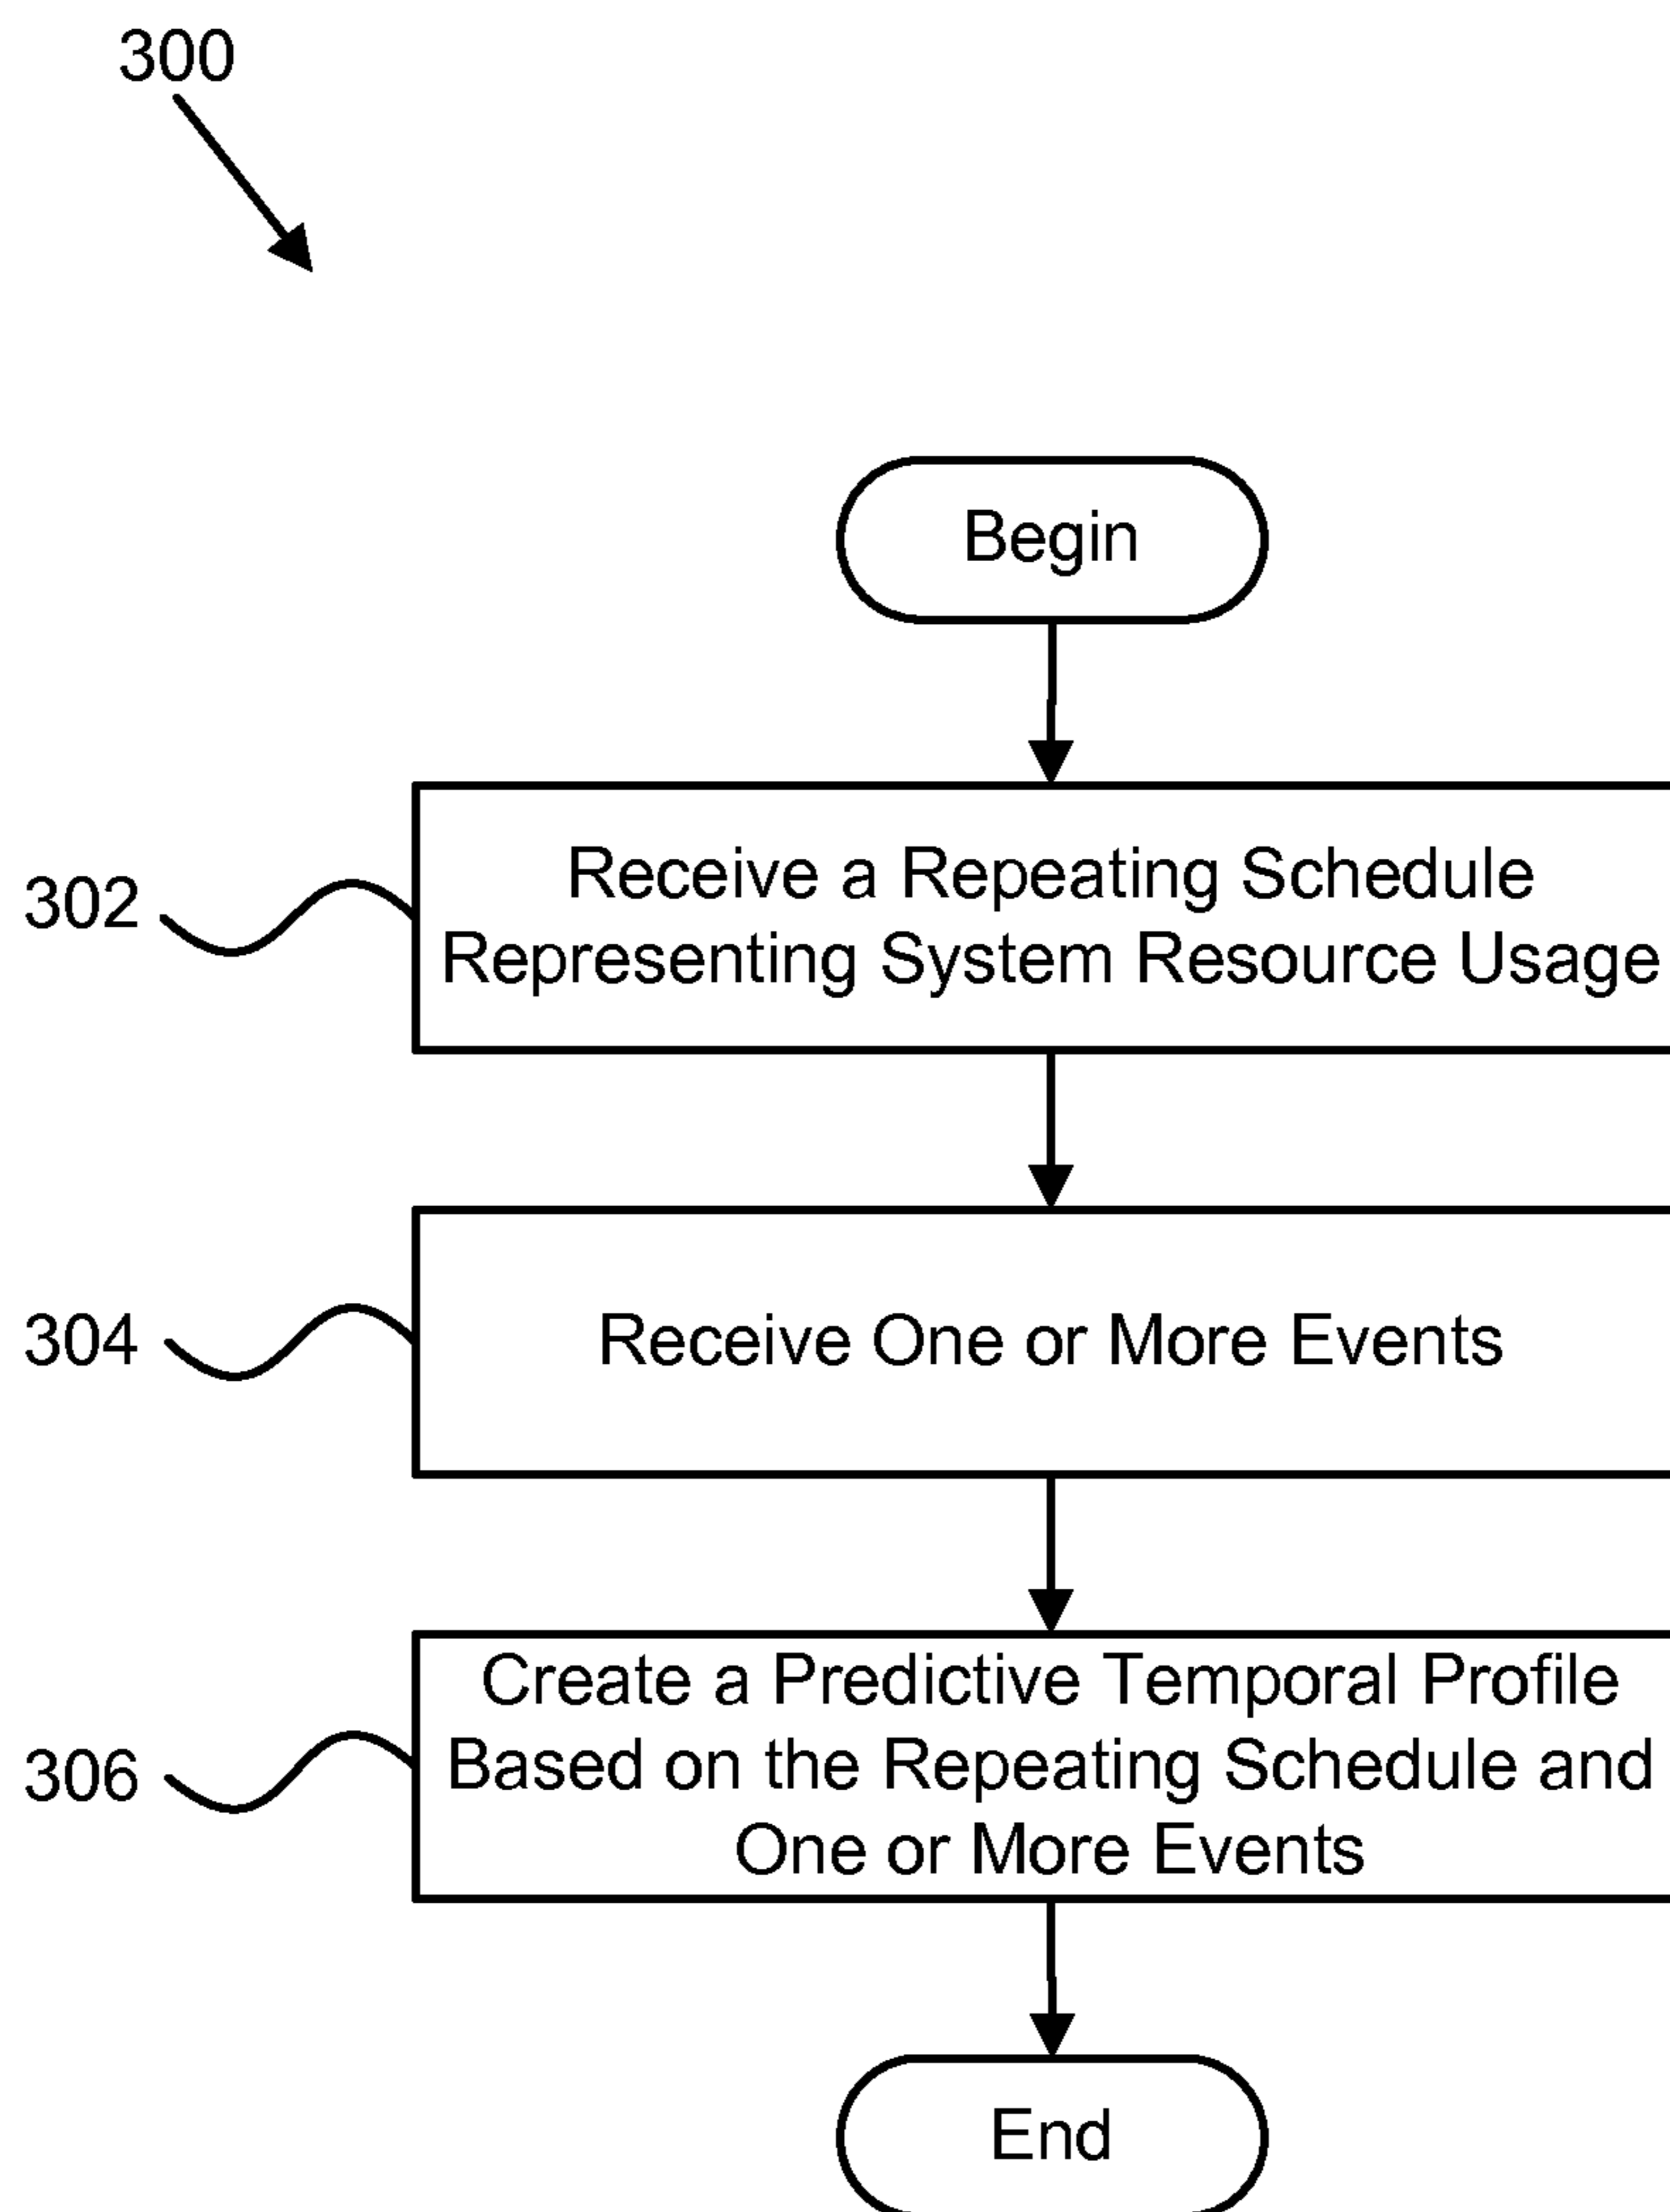 300
Begin
302
Receive a Repeating Schedule
Representing System Resource Usage
304
Receive One or More Events
306
Create a Predictive Temporal Profile
Based on the Repeating Schedule and
One or More Events
End